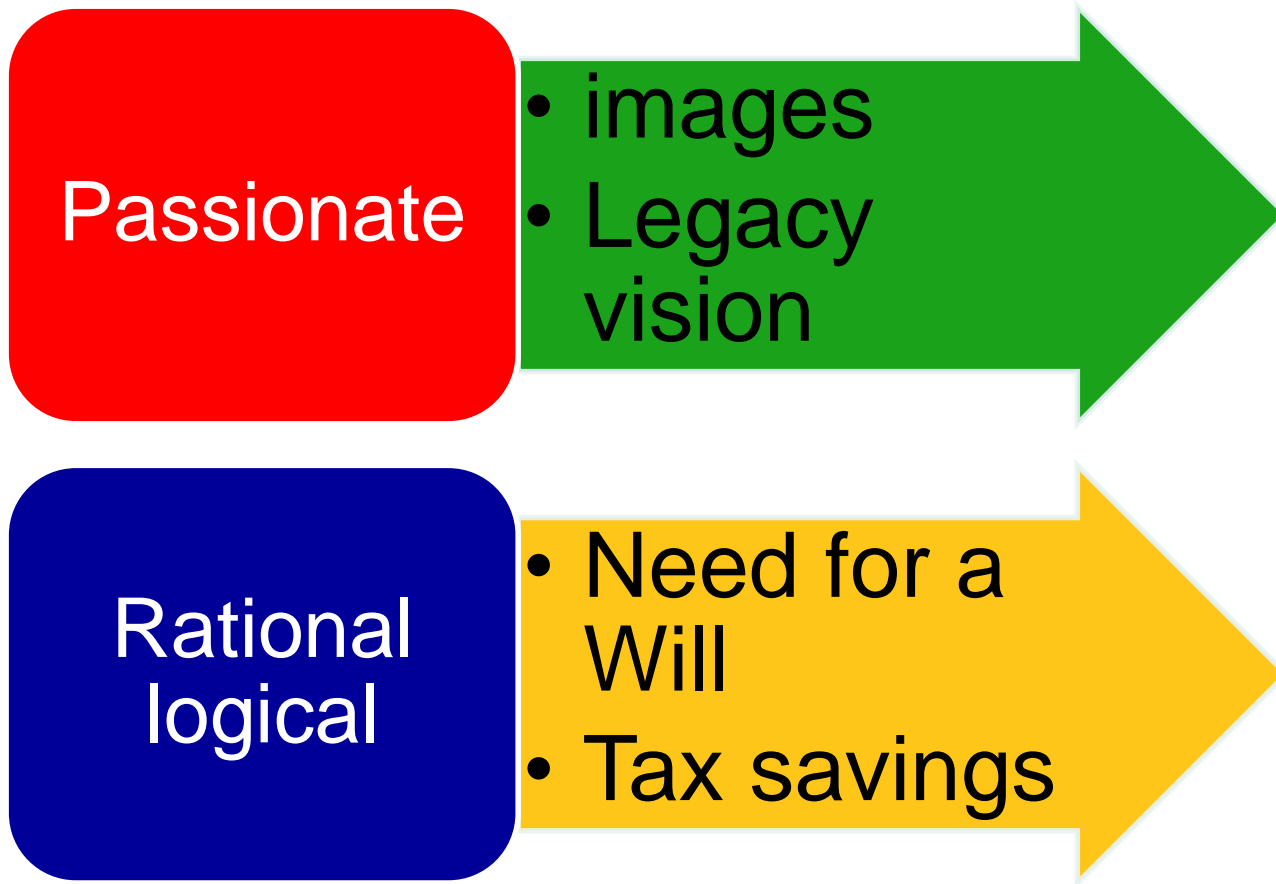 Passionate
• images
• Legacy
vision
Rational
logical
• Need for a
Will
• Tax savings